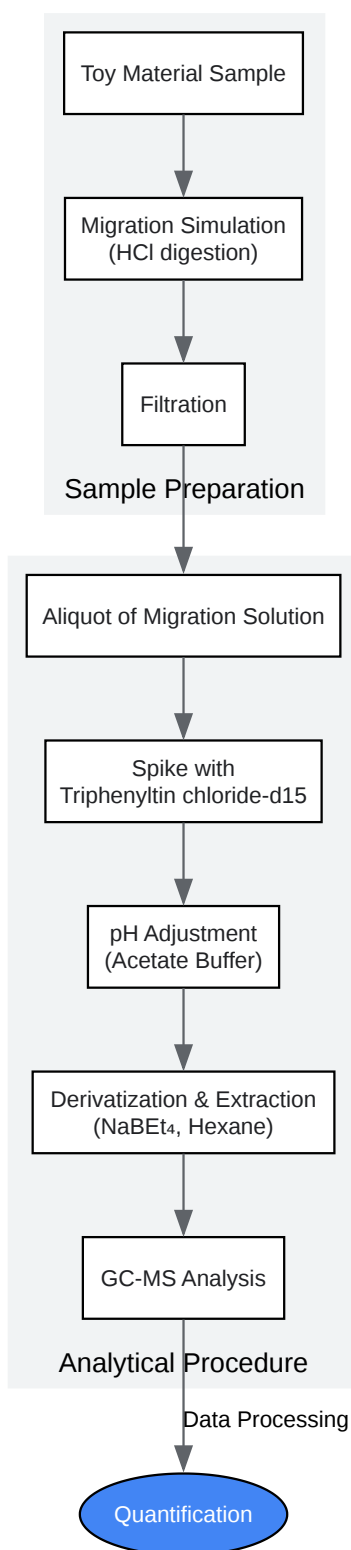 Toy Material Sample
Migration Simulation
(HCl digestion)
Filtration
Sample Preparation
Aliquot of Migration Solution
Spike with
Triphenyltin chloride-d15
pH Adjustment
(Acetate Buffer)
Derivatization & Extraction
(NaBEt₄, Hexane)
GC-MS Analysis
Analytical Procedure
Data Processing
Quantification